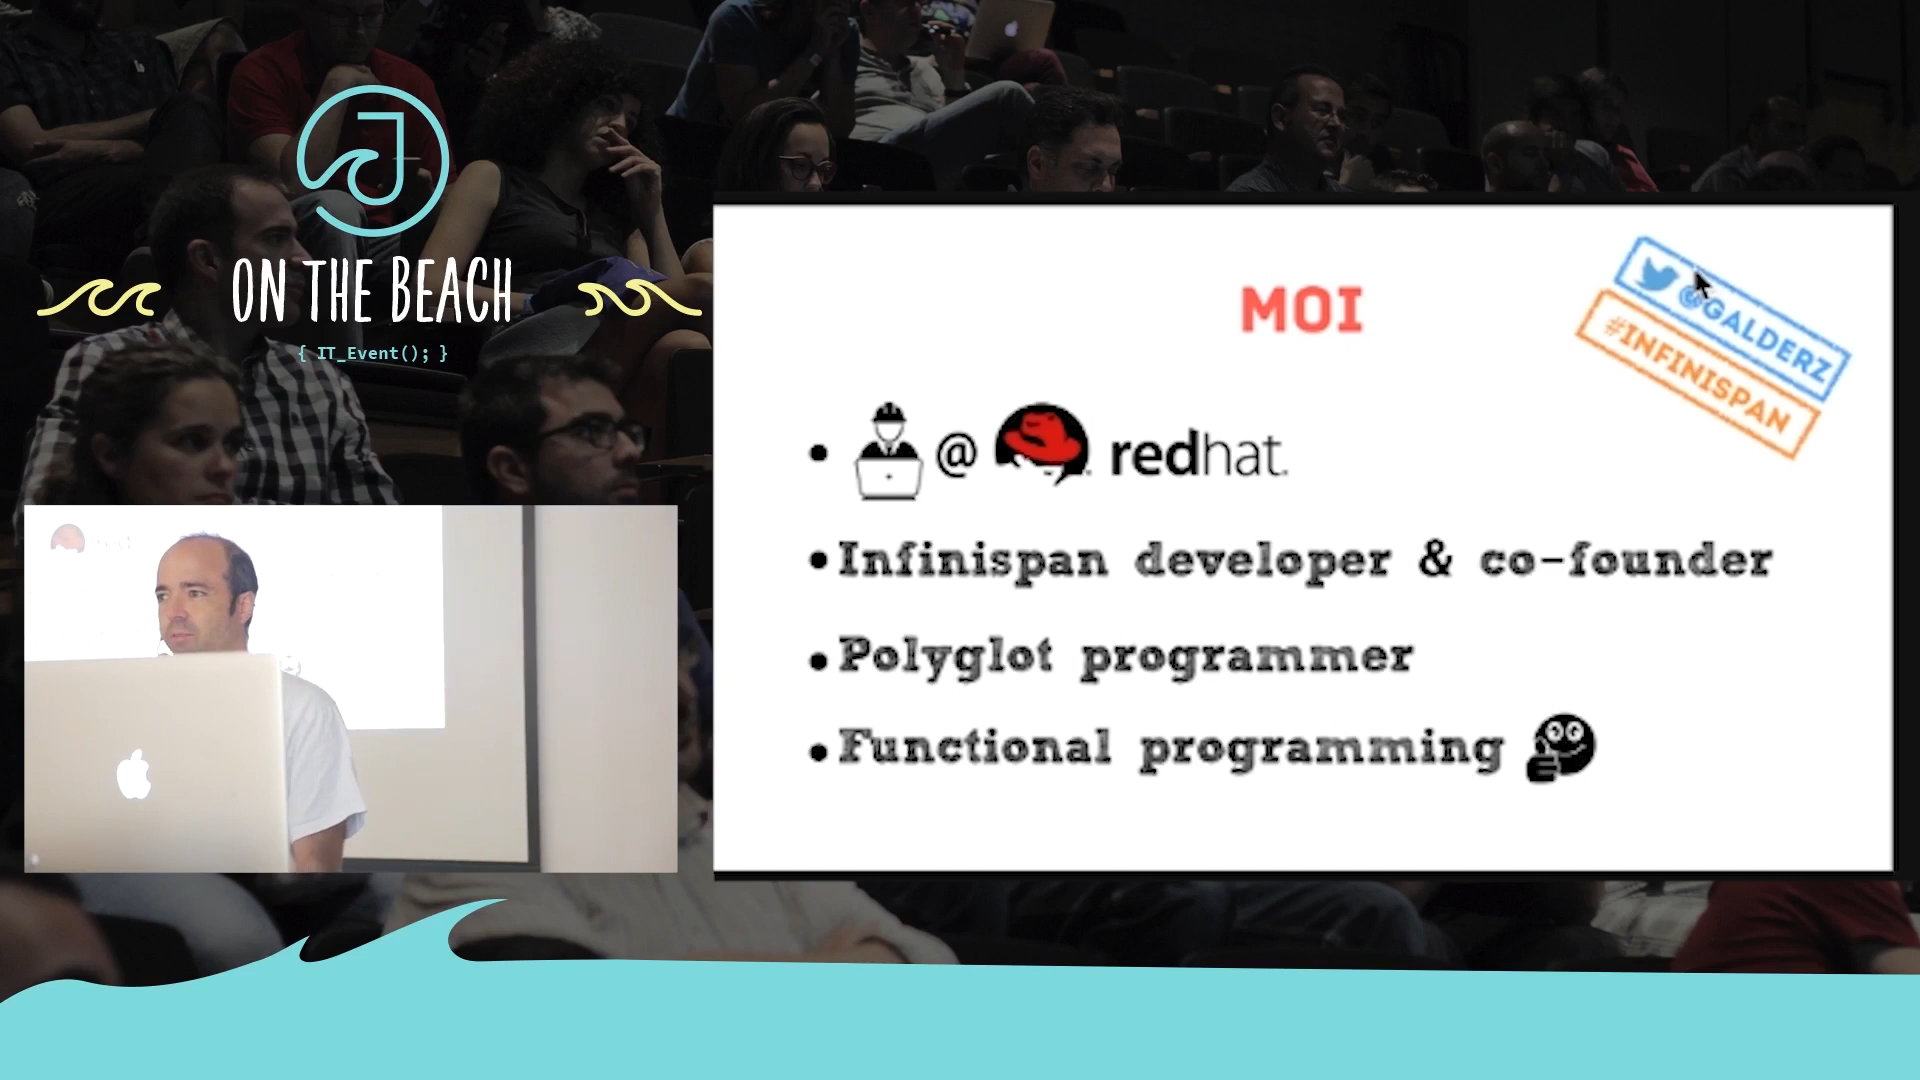 J
ON THE BEACH
{ IT_Event(); }
MOI
@GALDERZ
#INFINISPAN
@ redhat.
• Infinispan developer & co-founder
• Polyglot programmer
• Functional programming